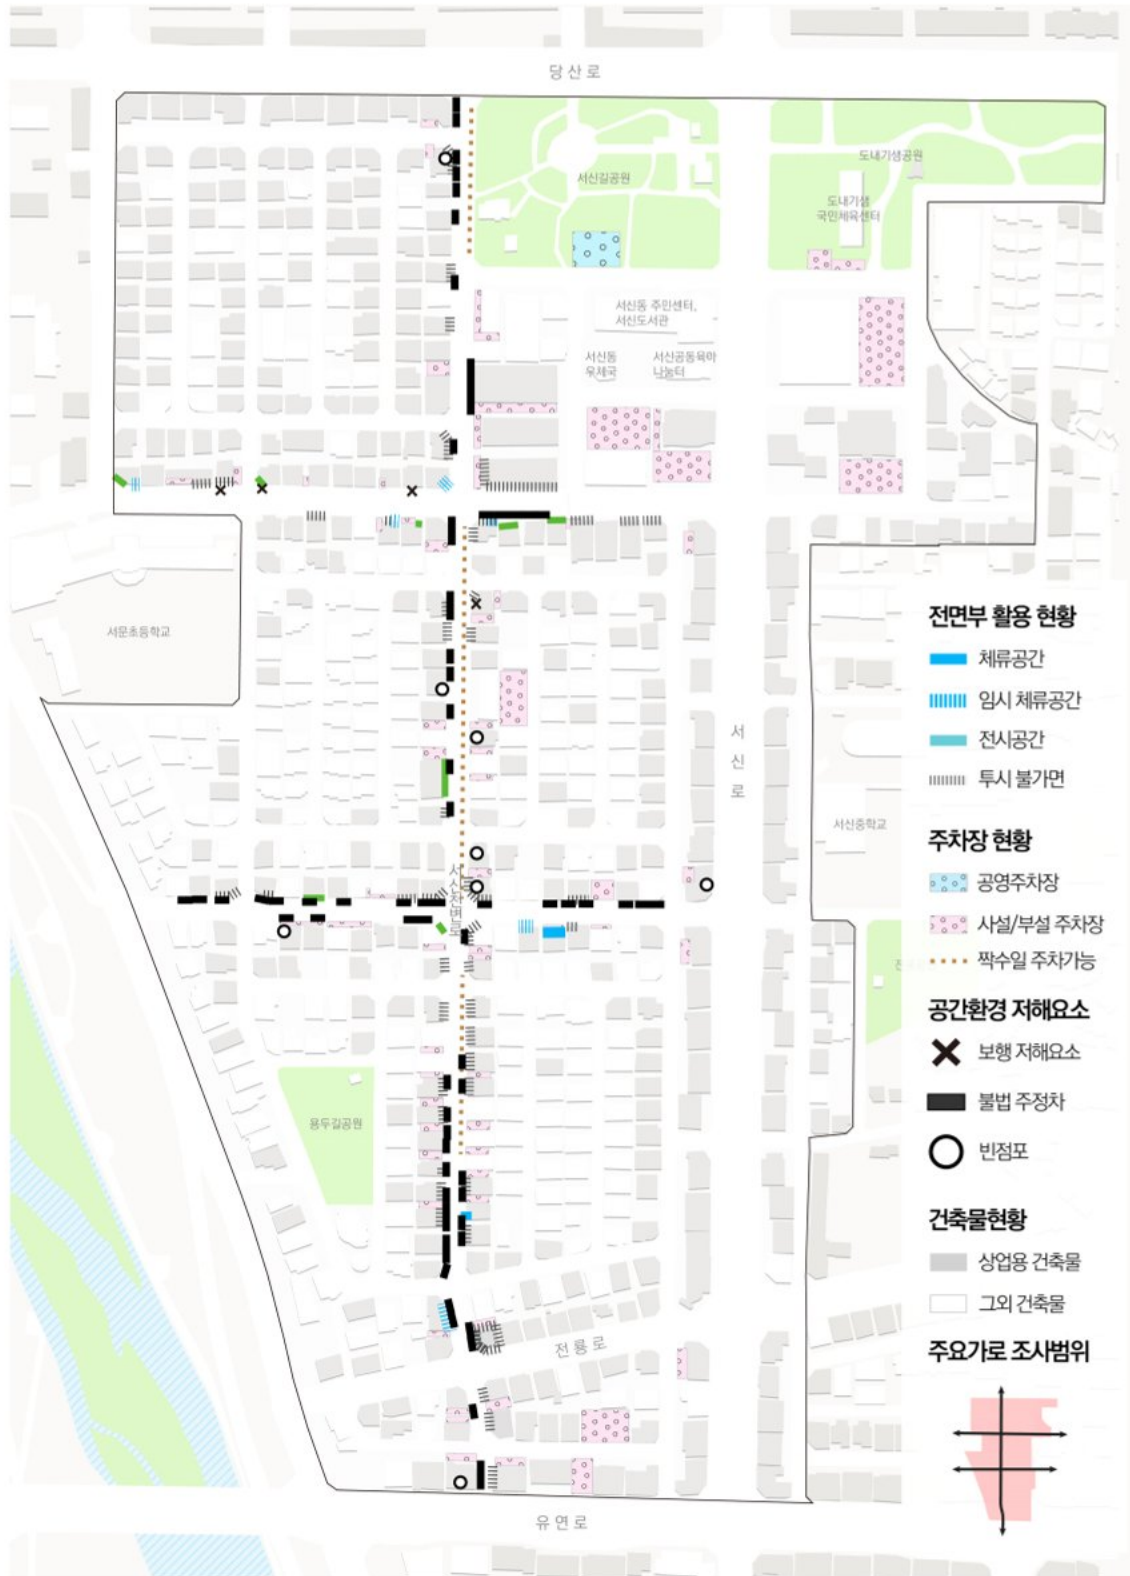 당산로
서신길공원
도내기샘공원
도내기샘
국민체육센터
서신동 주민센터,
서신도서관
서신동
우체국
서신공동육아
나눔터
서문초등학교
서신로
서신중학교
서신천변로
용두길공원
전룡로
유연로
전면부 활용 현황
체류공간
임시 체류공간
전시공간
투시 불가면
주차장 현황
공영주차장
사설/부설 주차장
짝수일 주차가능
공간환경 저해요소
보행 저해요소
불법 주정차
빈점포
건축물현황
상업용 건축물
그외 건축물
주요가로 조사범위